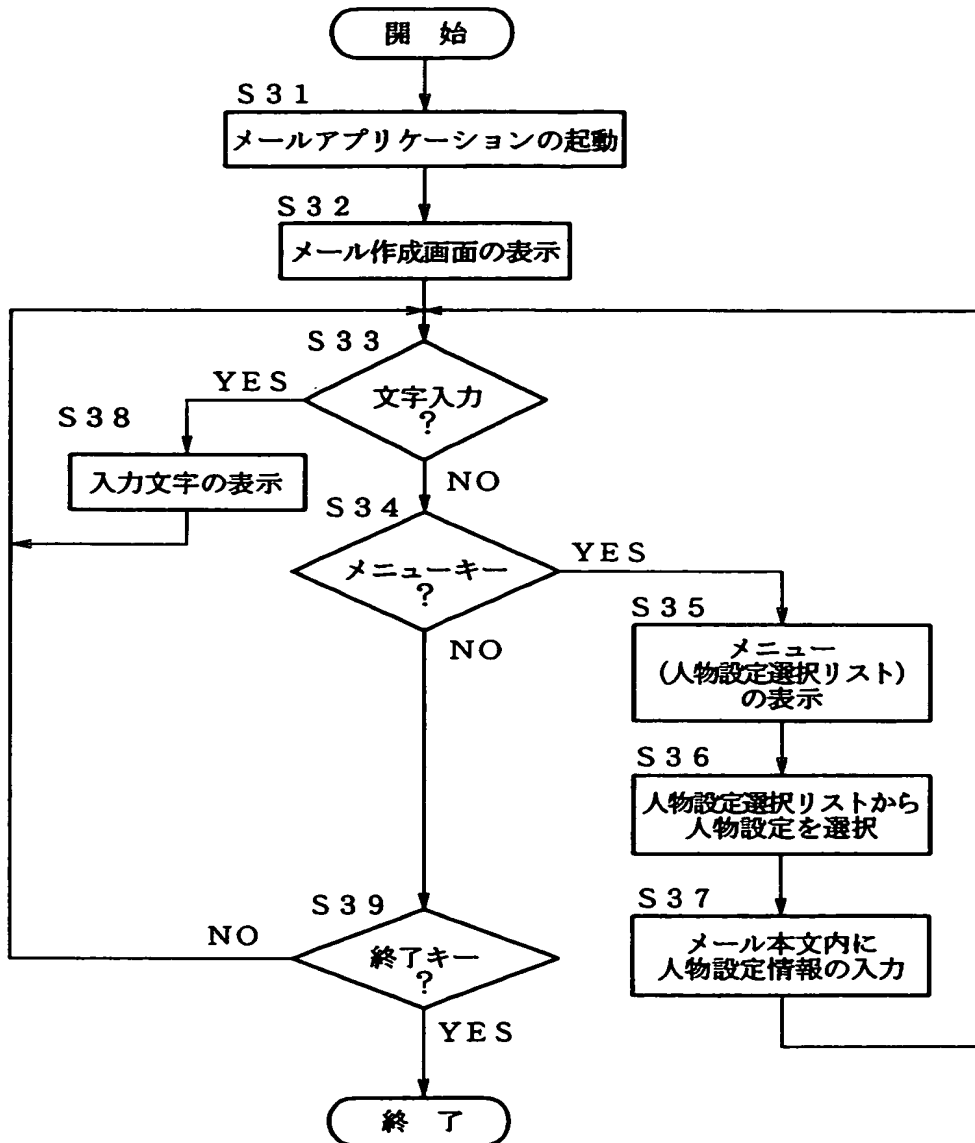 開 始
S31
メールアプリケーションの起動
S32
メール作成画面の表示
S33
YES
文字入力
?
S38
入力文字の表示
NO
S34
YES
メニューキー
?
S35
NO
メニュー
(人物設定選択リスト)
の表示
S36
人物設定選択リストから
人物設定を選択
S39
S37
NO
終了キー
?
メール本文内に
人物設定情報の入力
YES
終 了